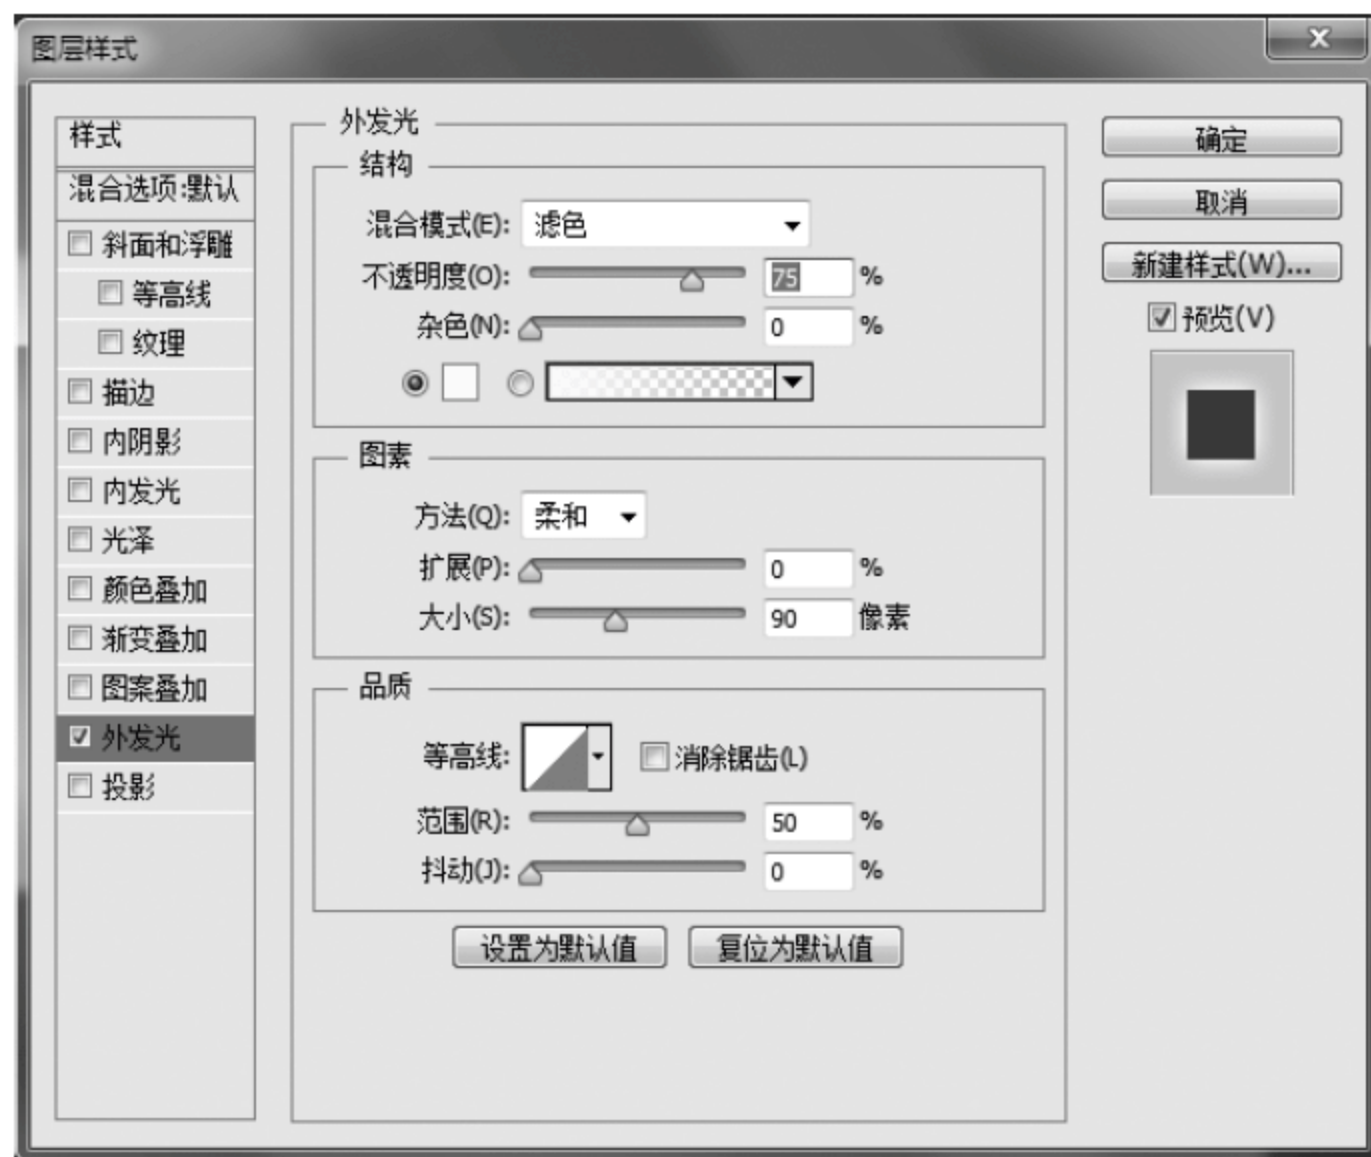 图层样式
样式
混合选项:默认
斜面和浮雕
等高线
纹理
描边
内阴影
内发光
光泽
颜色叠加
渐变叠加
图案叠加
外发光
投影
外发光
结构
混合模式(E): 滤色
不透明度(O): 75 %
杂色(N): 0 %
图素
方法(Q): 柔和
扩展(P): 0 %
大小(S): 90 像素
品质
等高线: 消除锯齿(L)
范围(R): 50 %
抖动(J): 0 %
设置为默认值 复位为默认值
确定
取消
新建样式(W)...
预览(V)